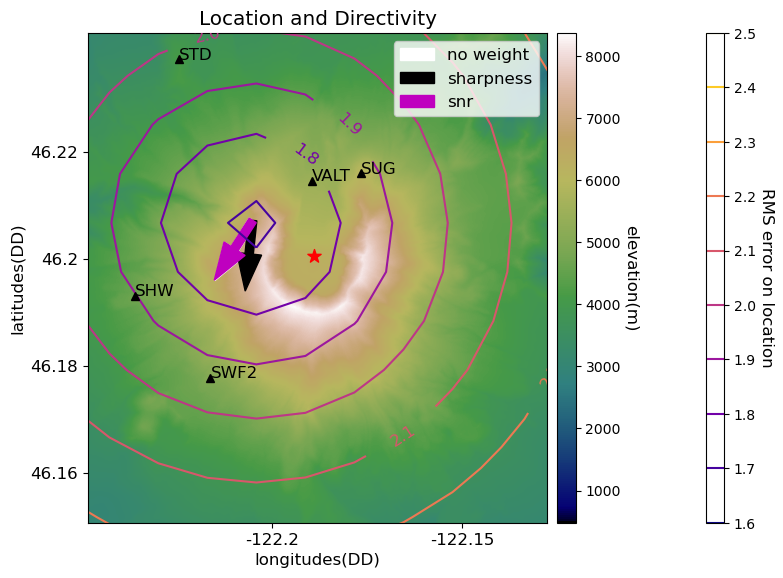 Location and Directivity
no weight
sharpness
snr
STD
1.9
1.8
VALT
SUG
SHW
SWF2
2.1
46.22
46.2
46.18
46.16
latitudes(DD)
-122.2
-122.15
longitudes(DD)
8000
7000
6000
5000
4000
3000
2000
1000
elevation(m)
2.5
2.4
2.3
2.2
2.1
2.0
1.9
1.8
1.7
1.6
RMS error on location